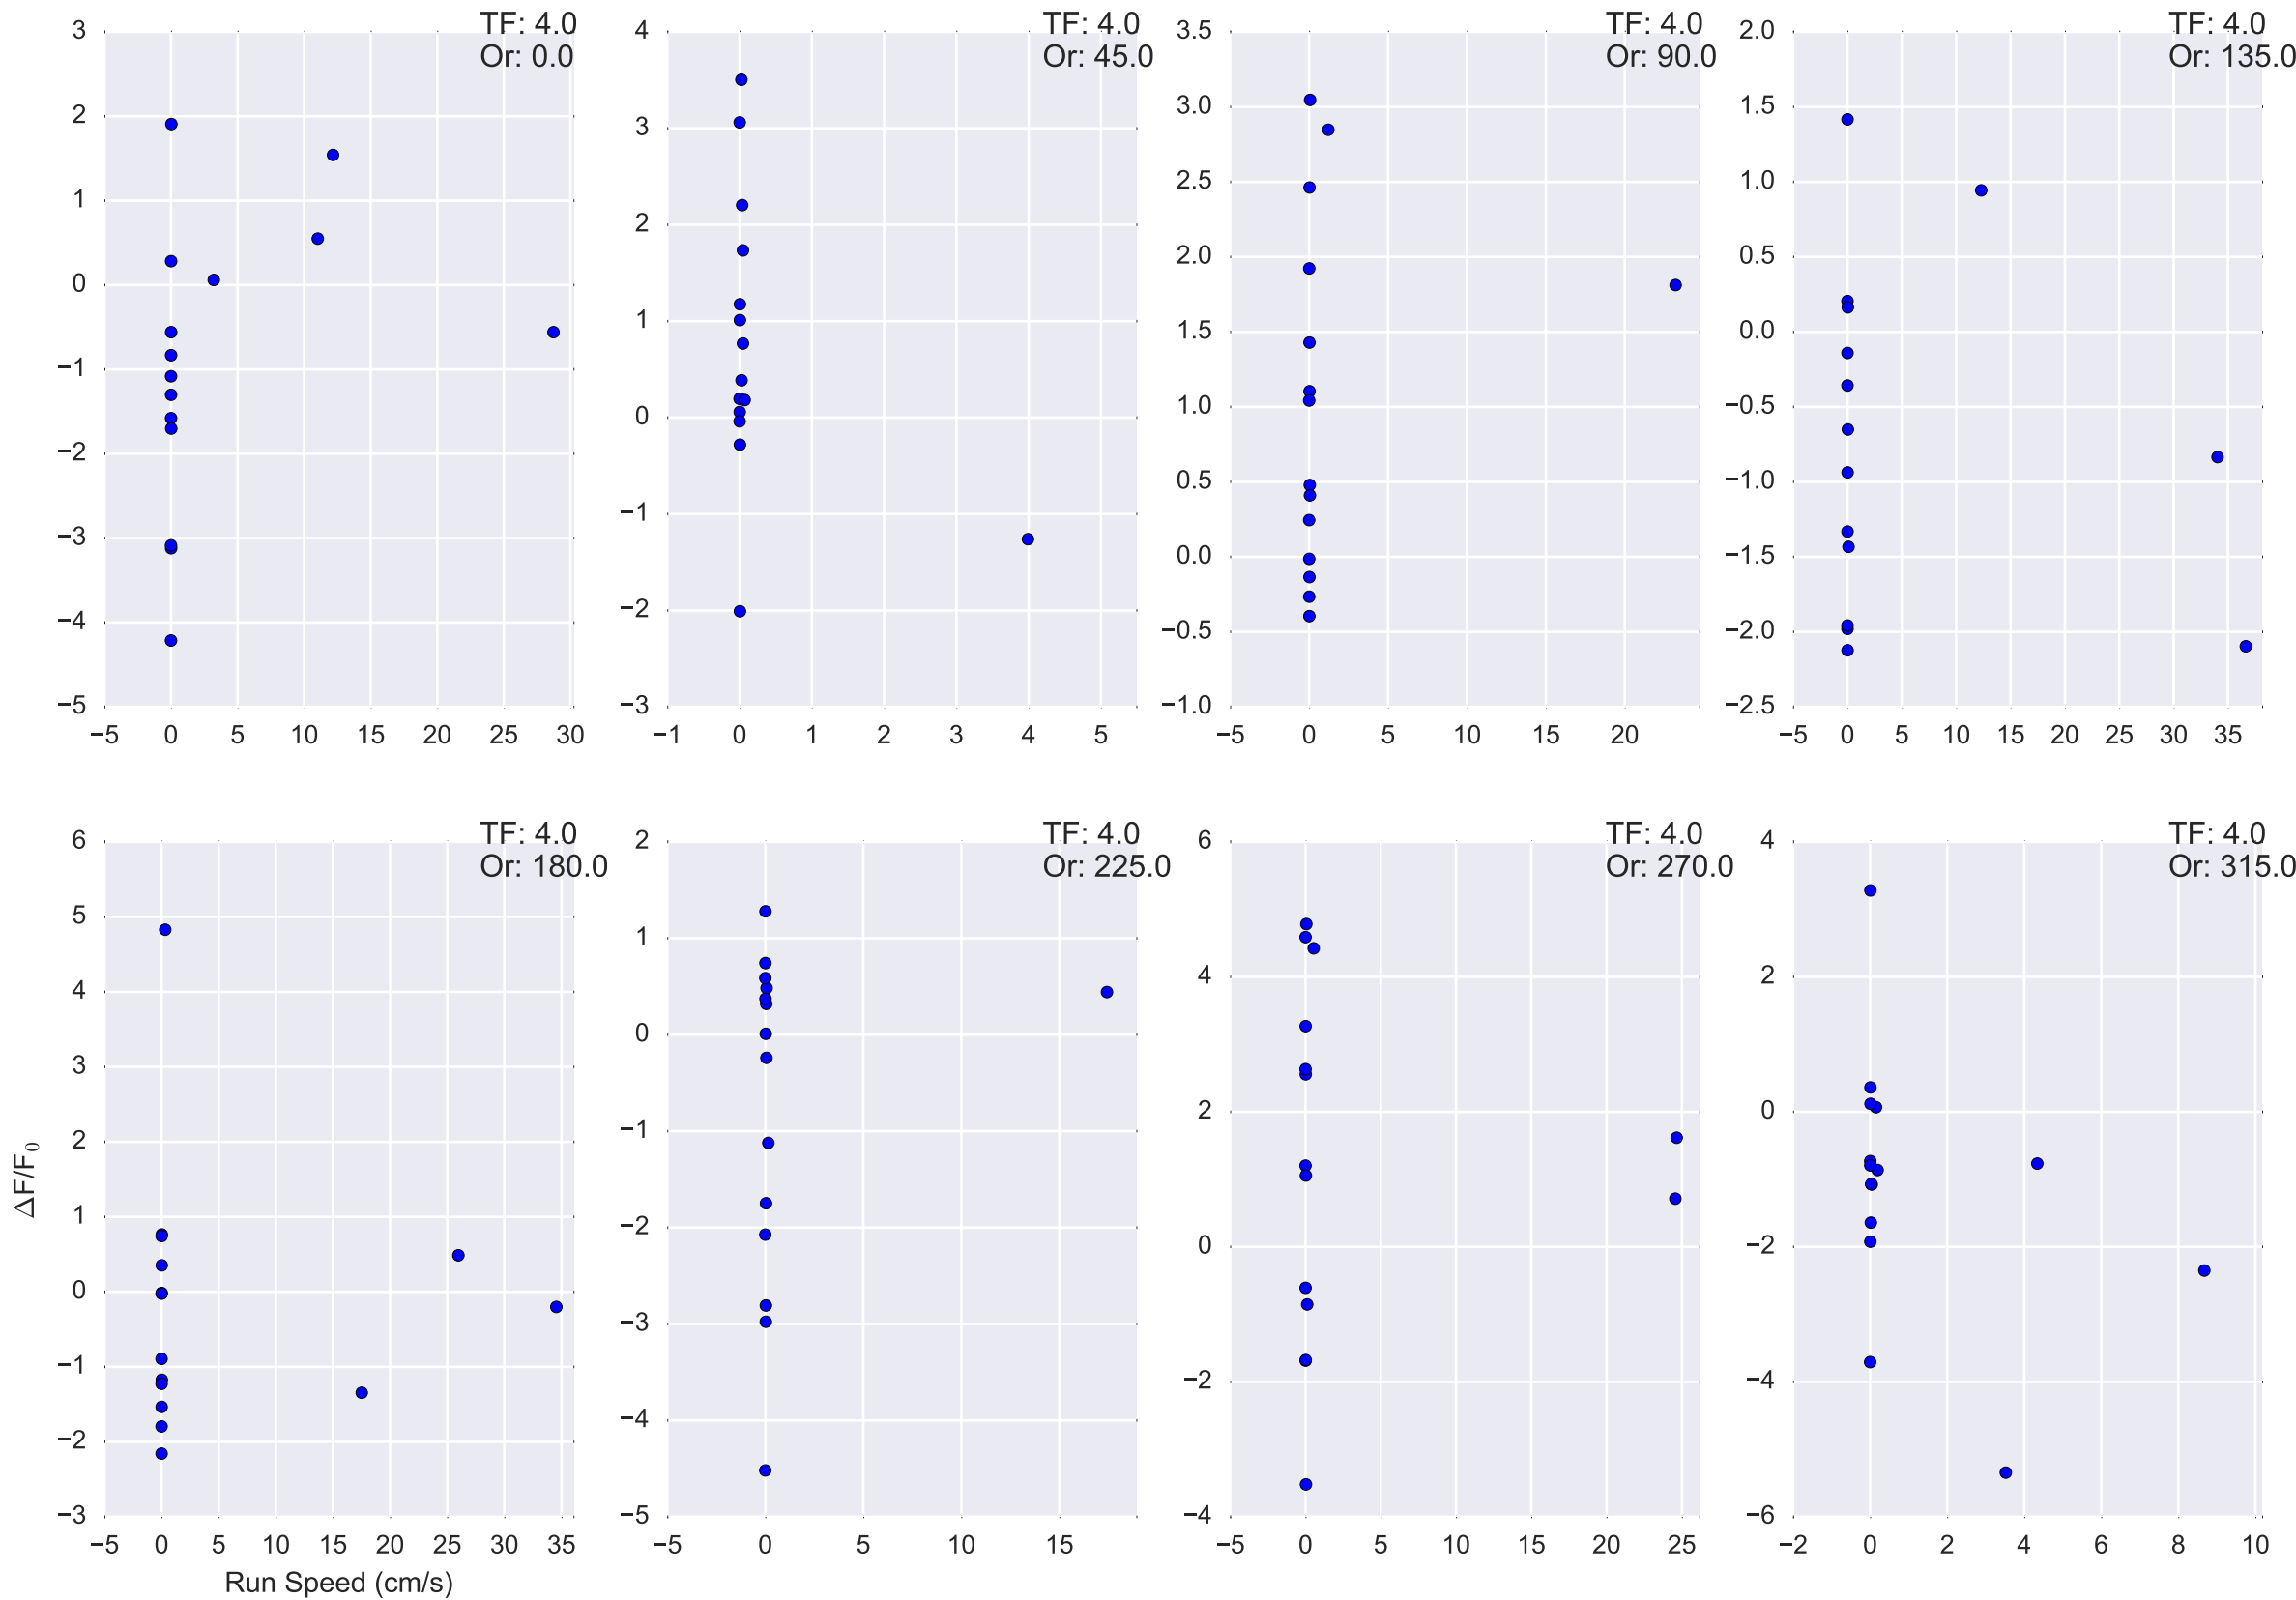 TF: 4.0
Or: 0.0
3
2
1
0
−1
−2
−3
−4
−5
−5 0 5 10 15 20 25 30
TF: 4.0
Or: 45.0
4
3
2
1
0
−1
−2
−3
−1 0 1 2 3 4 5
TF: 4.0
Or: 90.0
3.5
3.0
2.5
2.0
1.5
1.0
0.5
0.0
−0.5
−1.0
−5 0 5 10 15 20
TF: 4.0
Or: 135.0
2.0
1.5
1.0
0.5
0.0
−0.5
−1.0
−1.5
−2.0
−2.5
−5 0 5 10 15 20 25 30 35
TF: 4.0
Or: 180.0
6
5
4
3
2
1
0
−1
−2
−3
ΔF/F₀
−5 0 5 10 15 20 25 30 35
Run Speed (cm/s)
TF: 4.0
Or: 225.0
2
1
0
−1
−2
−3
−4
−5
−5 0 5 10 15
TF: 4.0
Or: 270.0
6
4
2
0
−2
−4
−5 0 5 10 15 20 25
TF: 4.0
Or: 315.0
4
2
0
−2
−4
−6
−2 0 2 4 6 8 10